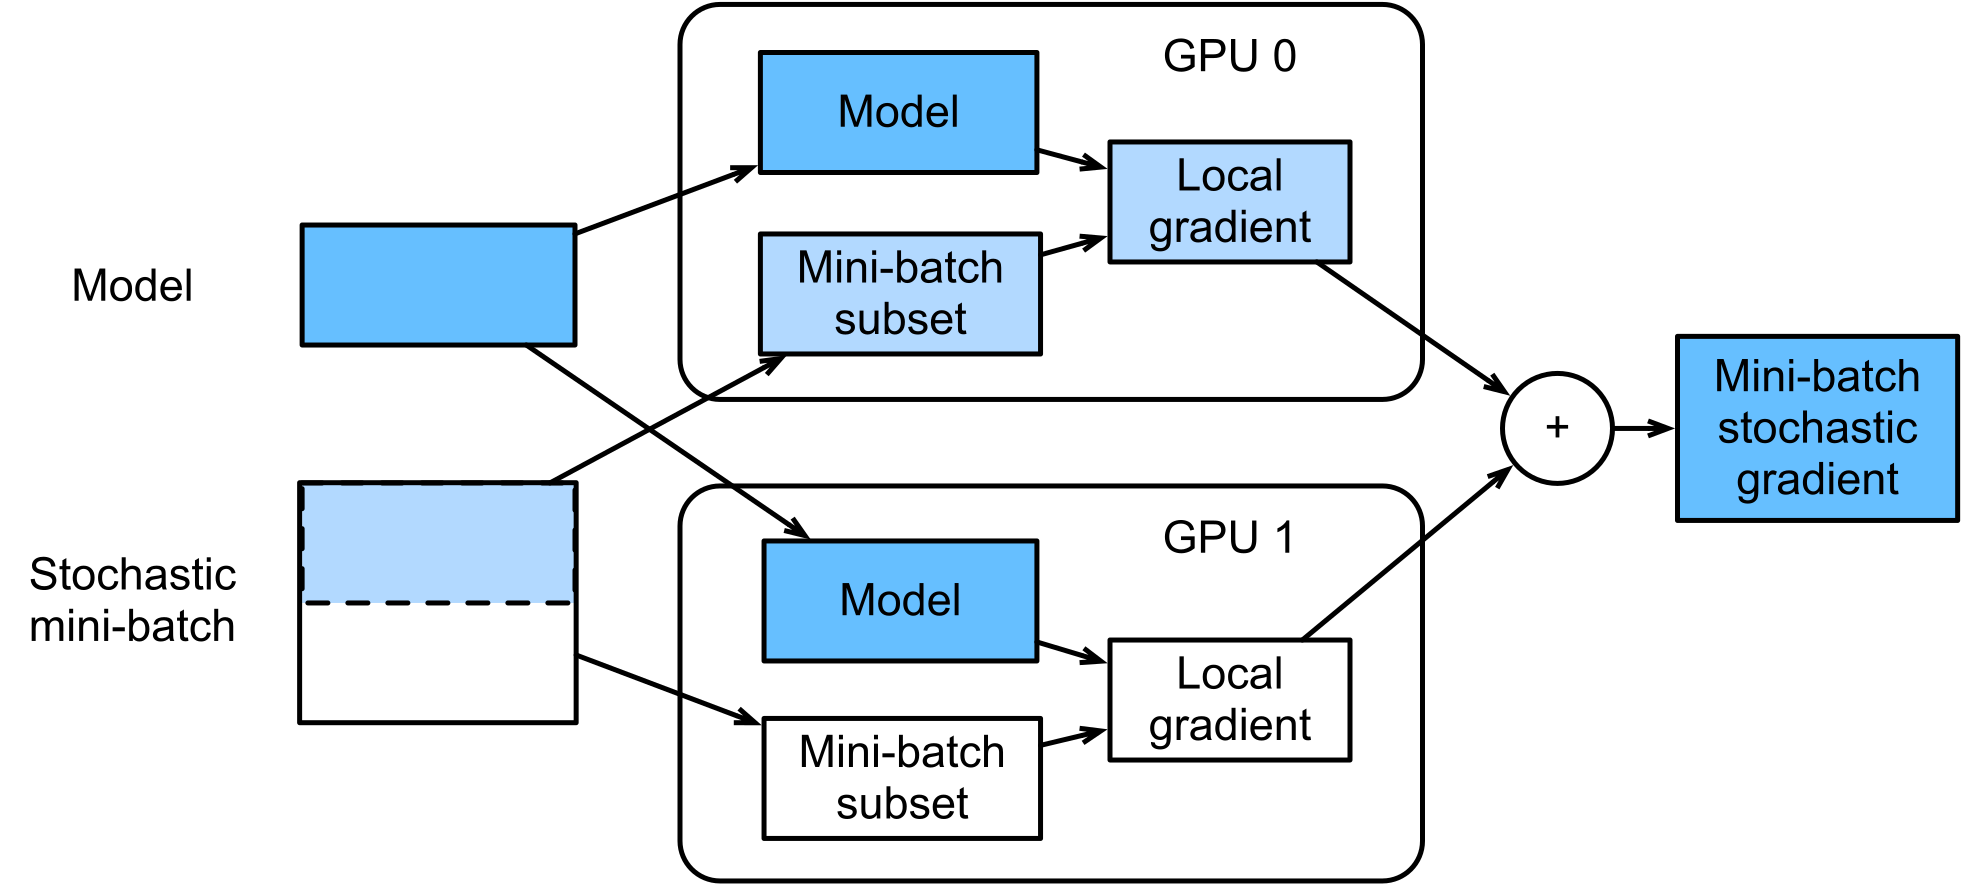 Model
Stochastic
mini-batch
GPU 0
Model
Mini-batch
subset
Local
gradient
GPU 1
Model
Mini-batch
subset
Local
gradient
+
Mini-batch
stochastic
gradient